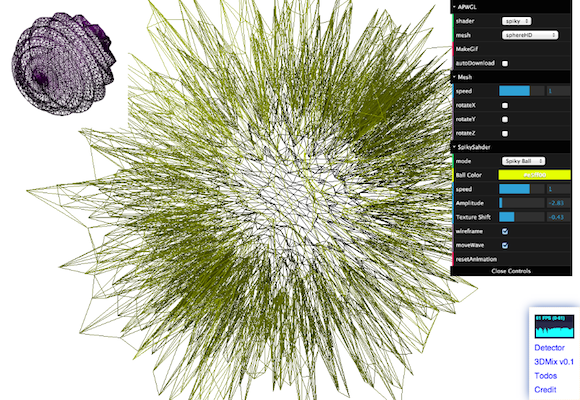 APWGL
shader spiky
mesh sphereHD
MakeGif
autoDownload
Mesh
speed 1
rotateX
rotateY
rotateZ
SpikySahder
mode Spiky Ball
Ball Color
speed 1
Amplitude -2.83
Texture Shift -0.43
wireframe
moveWave
resetAnimation
Close Controls
61 FPS (0-61)
Detector
3DMix v0.1
Todos
Credit